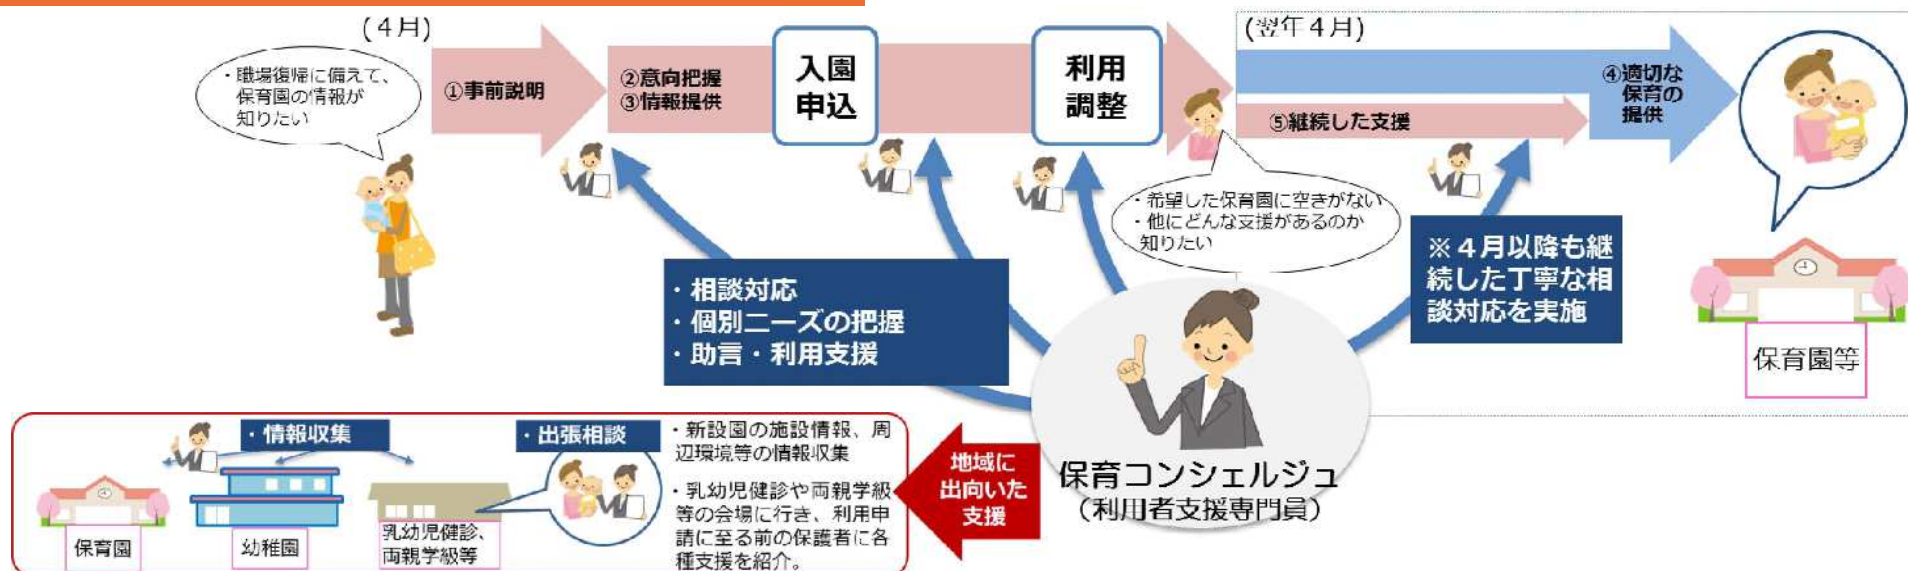 (４月)
・職場復帰に備えて、
保育園の情報が
知りたい
①事前説明
②意向把握
③情報提供
入園
申込
利用
調整
(翌年４月)
④適切な
保育の
提供
⑤継続した支援
・希望した保育園に空きがない
・他にどんな支援があるのか
知りたい
・相談対応
・個別ニーズの把握
・助言・利用支援
※４月以降も継
続した丁寧な相
談対応を実施
保育園等
保育コンシェルジュ
（利用者支援専門員）
地域に
出向いた
支援
・情報収集
・出張相談
・新設園の施設情報、周
辺環境等の情報収集
・乳幼児健診や両親学級
等の会場に行き、利用申
請に至る前の保護者に各
種支援を紹介。
保育園
幼稚園
乳幼児健診、
両親学級等